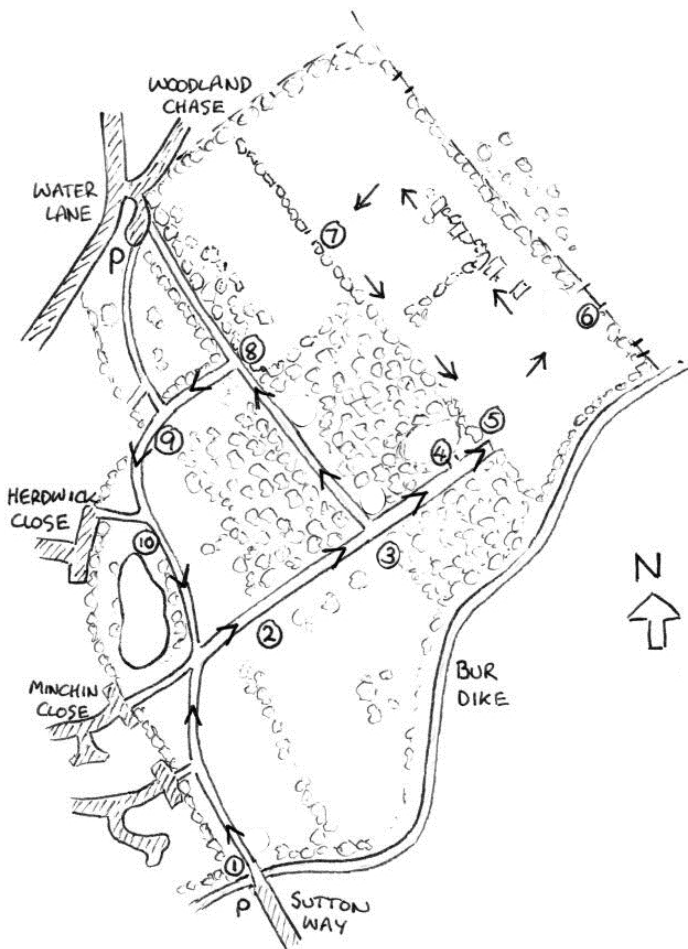 WOODLAND
CHASE
WATER
LANE
P
7
6
8
5
4
9
HERDWICK
CLOSE
10
3
N
2
MINCHIN
CLOSE
BUR
DIKE
1
P
SUTTON
WAY